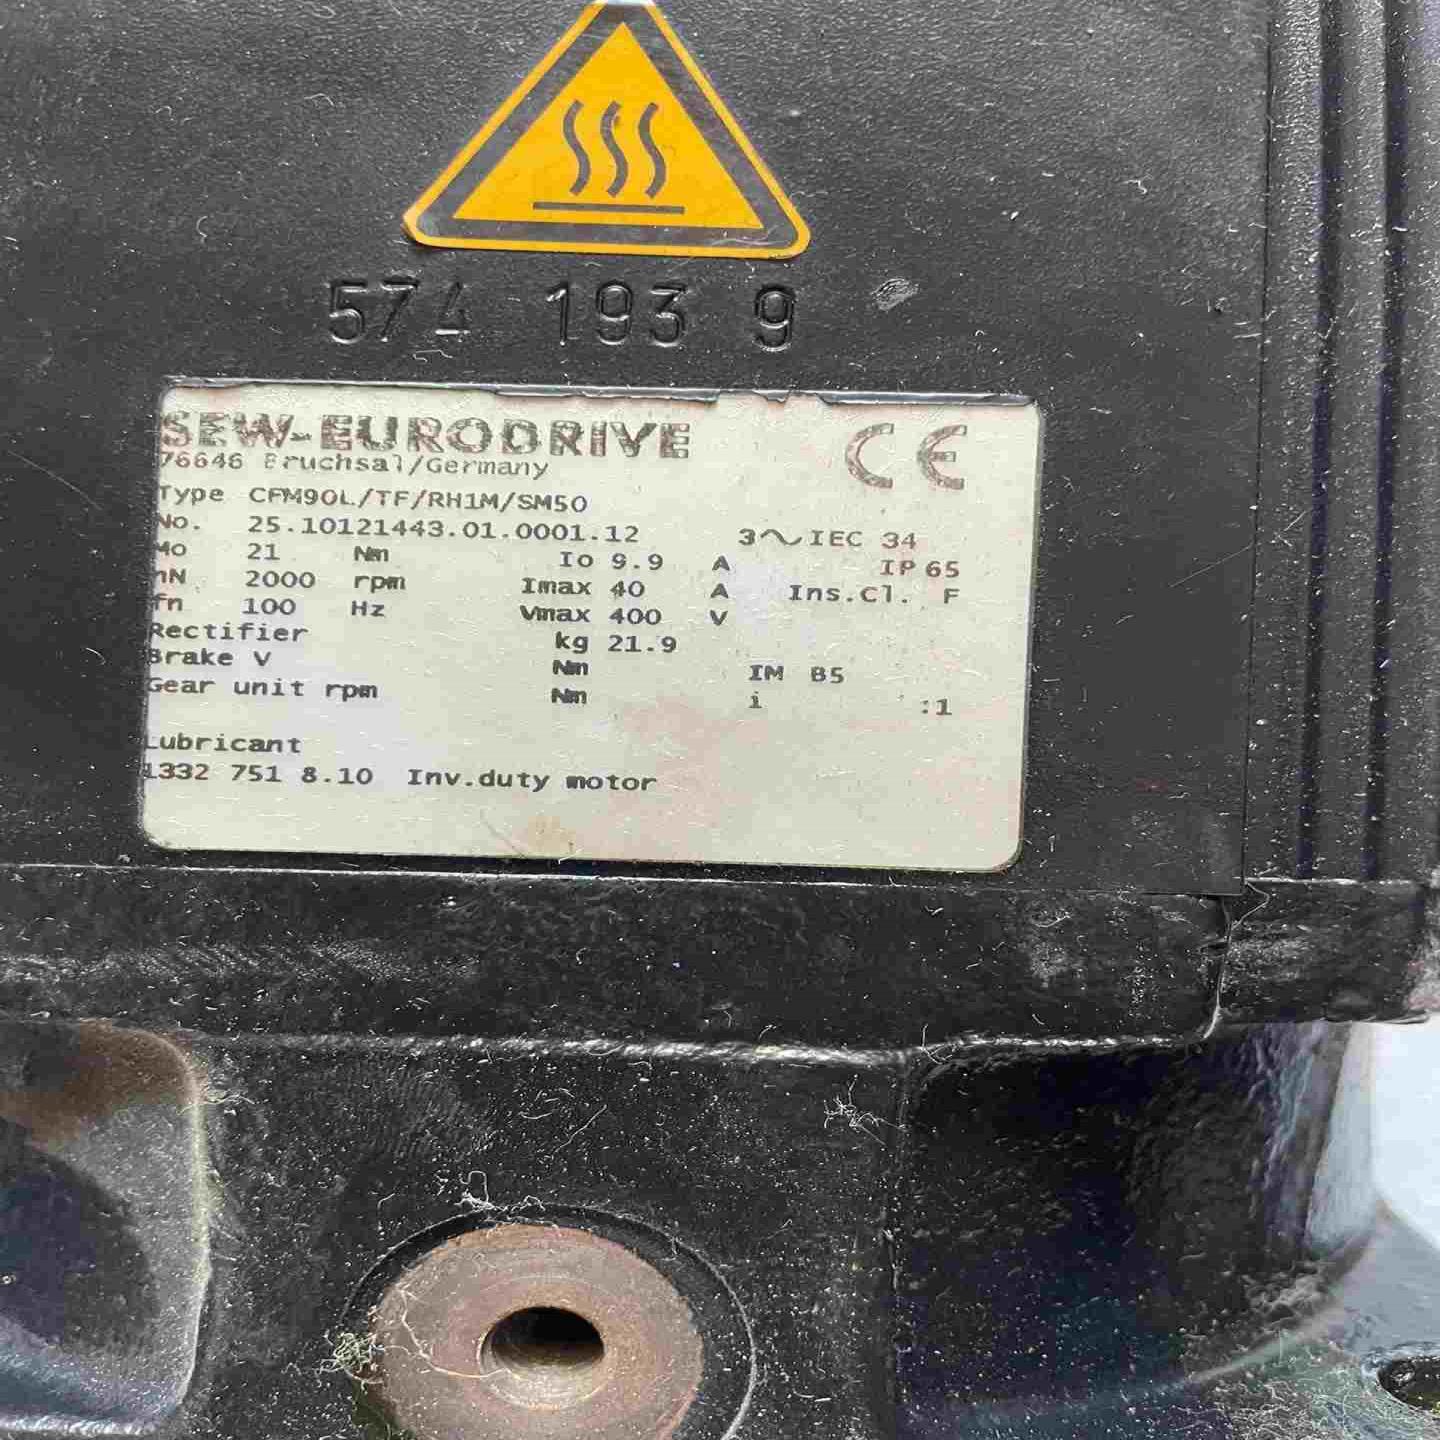 574 193 9
SEW-EURODRIVE CE
76646 Bruchsal/Germany
Type CFM90L/TF/RH1M/SM50
No. 25.10121443.01.0001.12 3~IEC 34
Mo 21 Nm Io 9.9 A IP 65
nN 2000 rpm Imax 40 A Ins.Cl. F
fn 100 Hz Vmax 400 V
Rectifier kg 21.9
Brake V Nm IM B5
Gear unit rpm Nm i :1
Lubricant
1332 751 8.10 Inv.duty motor